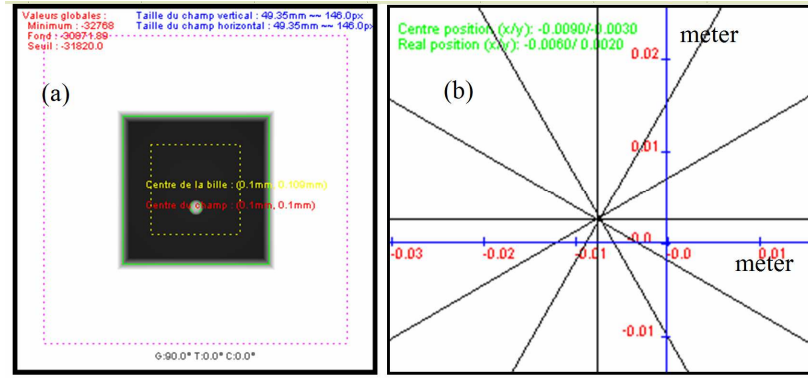 Valeurs globales :
Minimum : -32768
Fond : -30871.89
Seuil : -31820.0
Taille du champ vertical : 49.35mm ~~ 146.0px
Taille du champ horizontal : 49.35mm ~~ 146.0px
(a)
Centre de la bille : (0.1mm, 0.109mm)
Centre du champ : (0.1mm, 0.1mm)
G:90.0° T:0.0° C:0.0°
Centre position (x/y): -0.0090/-0.0030
Real position (x/y): -0.0060/ 0.0020
meter
(b)
0.02
0.01
-0.0
-0.03
-0.02
-0.01
-0.0
0.01
meter
-0.01